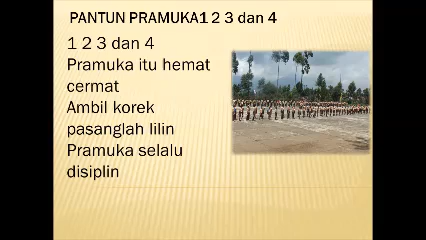 PANTUN PRAMUKA1 2 3 dan 4
1 2 3 dan 4
Pramuka itu hemat
cermat
Ambil korek
pasanglah lilin
Pramuka selalu
disiplin